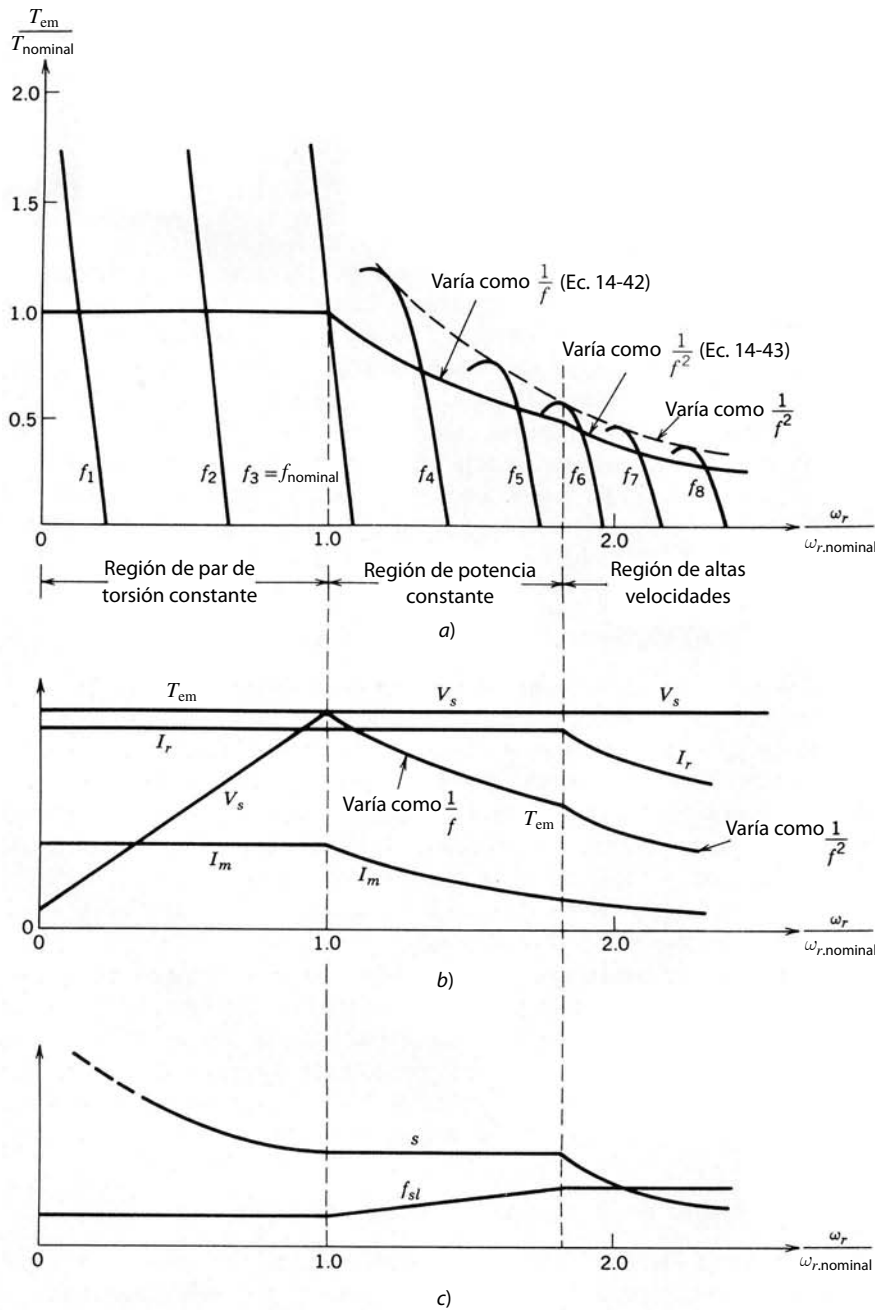 T_em / T_nominal
2.0
1.5
1.0
0.5
0
Varía como 1/f (Ec. 14-42)
Varía como 1/f² (Ec. 14-43)
Varía como 1/f²
f₁
f₂
f₃ = f_nominal
f₄
f₅
f₆
f₇
f₈
0
1.0
2.0
ω_r / ω_r.nominal
Región de par de
torsión constante
Región de potencia
constante
Región de altas
velocidades
a)
T_em
V_s
V_s
I_r
I_r
V_s
Varía como 1/f
T_em
Varía como 1/f²
I_m
I_m
0
0
1.0
2.0
ω_r / ω_r.nominal
b)
s
f_sl
0
1.0
2.0
ω_r / ω_r.nominal
c)